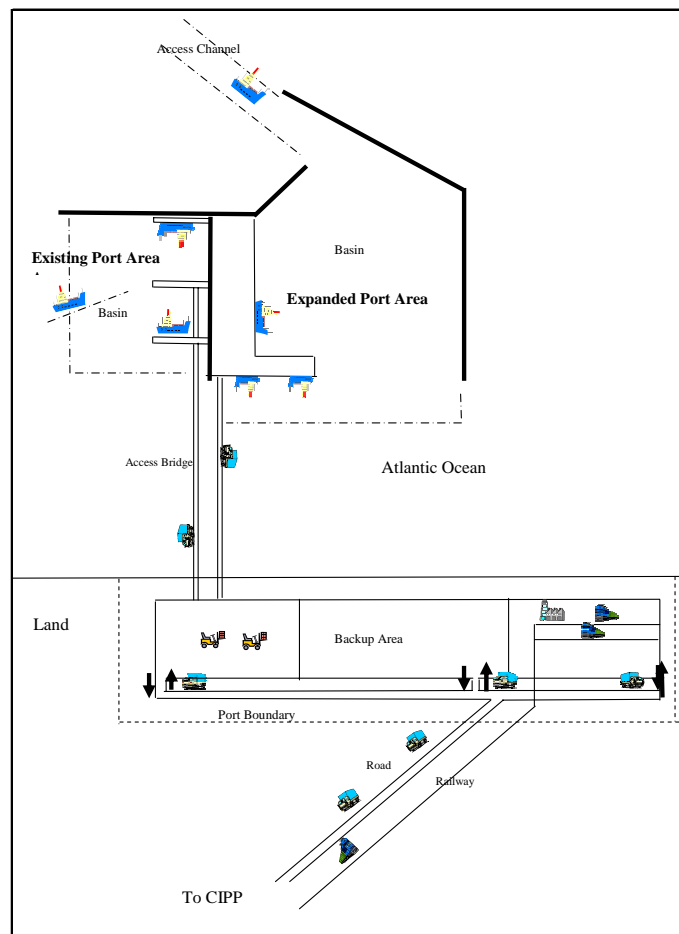 Access Channel
Existing Port Area
Basin
Basin
Expanded Port Area
Access Bridge
Atlantic Ocean
Land
Backup Area
Port Boundary
Road
Railway
To CIPP